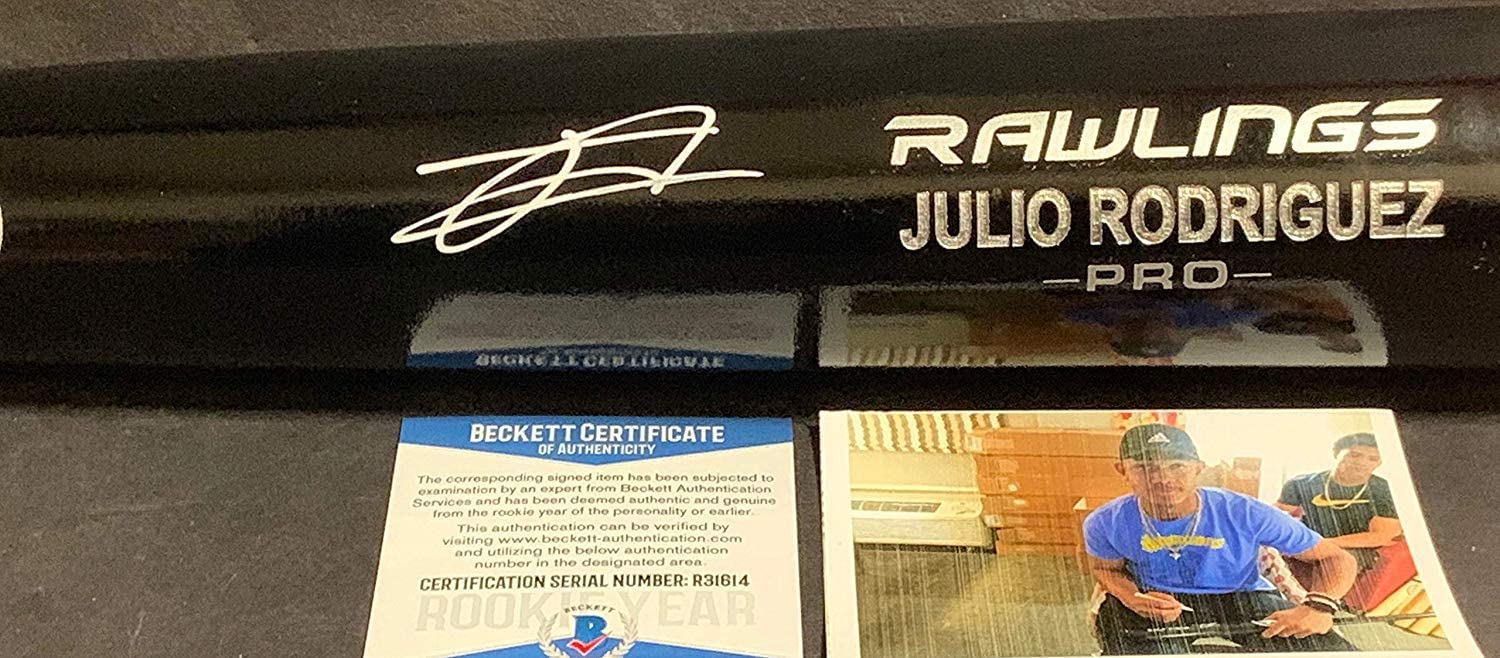 RAWLINGS
JULIO RODRIGUEZ
-PRO-
BECKETT CERTIFICATE
OF AUTHENTICITY
The corresponding signed item has been subjected to
examination by an expert from Beckett Authentication
Services and has been deemed authentic and genuine
from the rookie year of the personality or earlier.
This authentication can be verified by
visiting www.beckett-authentication.com
and utilizing the below authentication
number in the designated area.
CERTIFICATION SERIAL NUMBER: R31614
ROOKIE YEAR
BECKETT
B